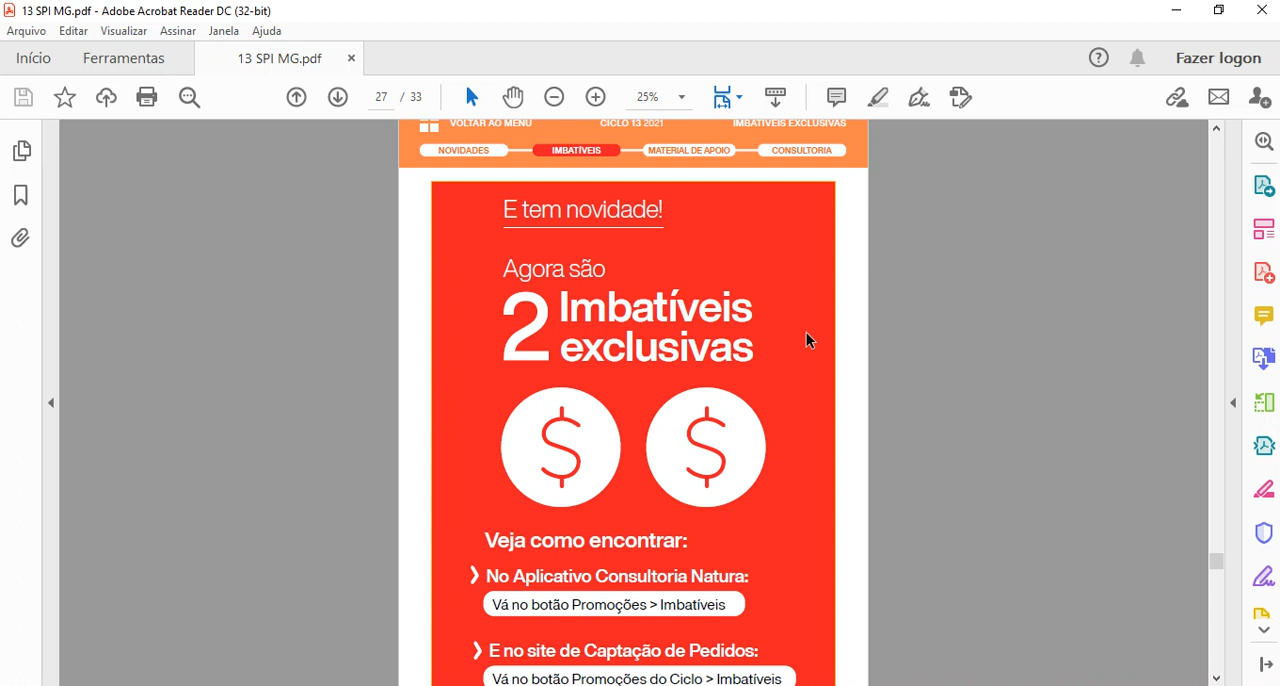 13 SPI MG.pdf - Adobe Acrobat Reader DC (32-bit)
Arquivo Editar Visualizar Assinar Janela Ajuda
Início Ferramentas 13 SPI MG.pdf × Fazer logon
27 / 33 25%
VOLTAR AO MENU CICLO 13 2021 IMBATÍVEIS EXCLUSIVAS
NOVIDADES IMBATÍVEIS MATERIAL DE APOIO CONSULTORIA
E tem novidade!
Agora são
2 Imbatíveis
exclusivas
$ $
Veja como encontrar:
❯ No Aplicativo Consultoria Natura:
Vá no botão Promoções > Imbatíveis
❯ E no site de Captação de Pedidos:
Vá no botão Promoções do Ciclo > Imbatíveis